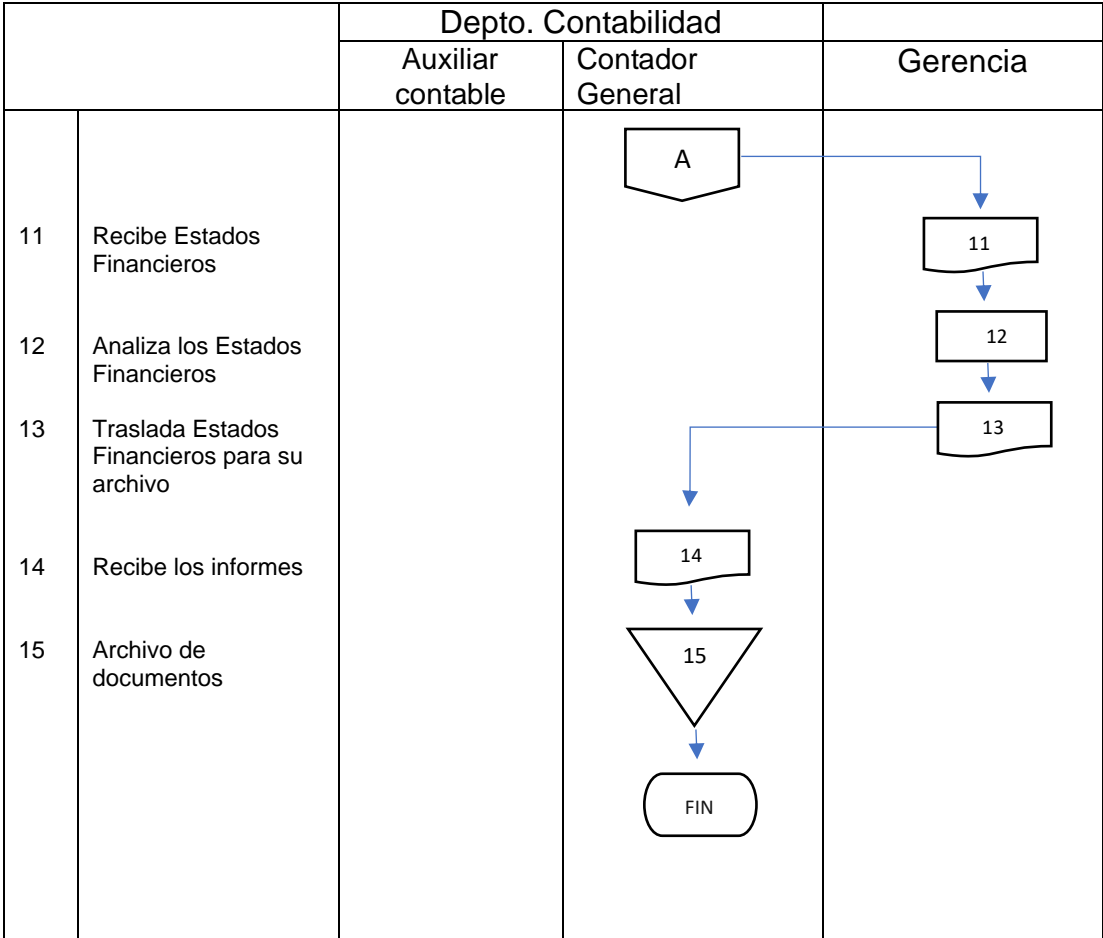 Depto. Contabilidad
Auxiliar
contable
Contador
General
Gerencia
A
11
Recibe Estados
Financieros
11
12
Analiza los Estados
Financieros
12
13
Traslada Estados
Financieros para su
archivo
13
14
Recibe los informes
14
15
Archivo de
documentos
15
FIN